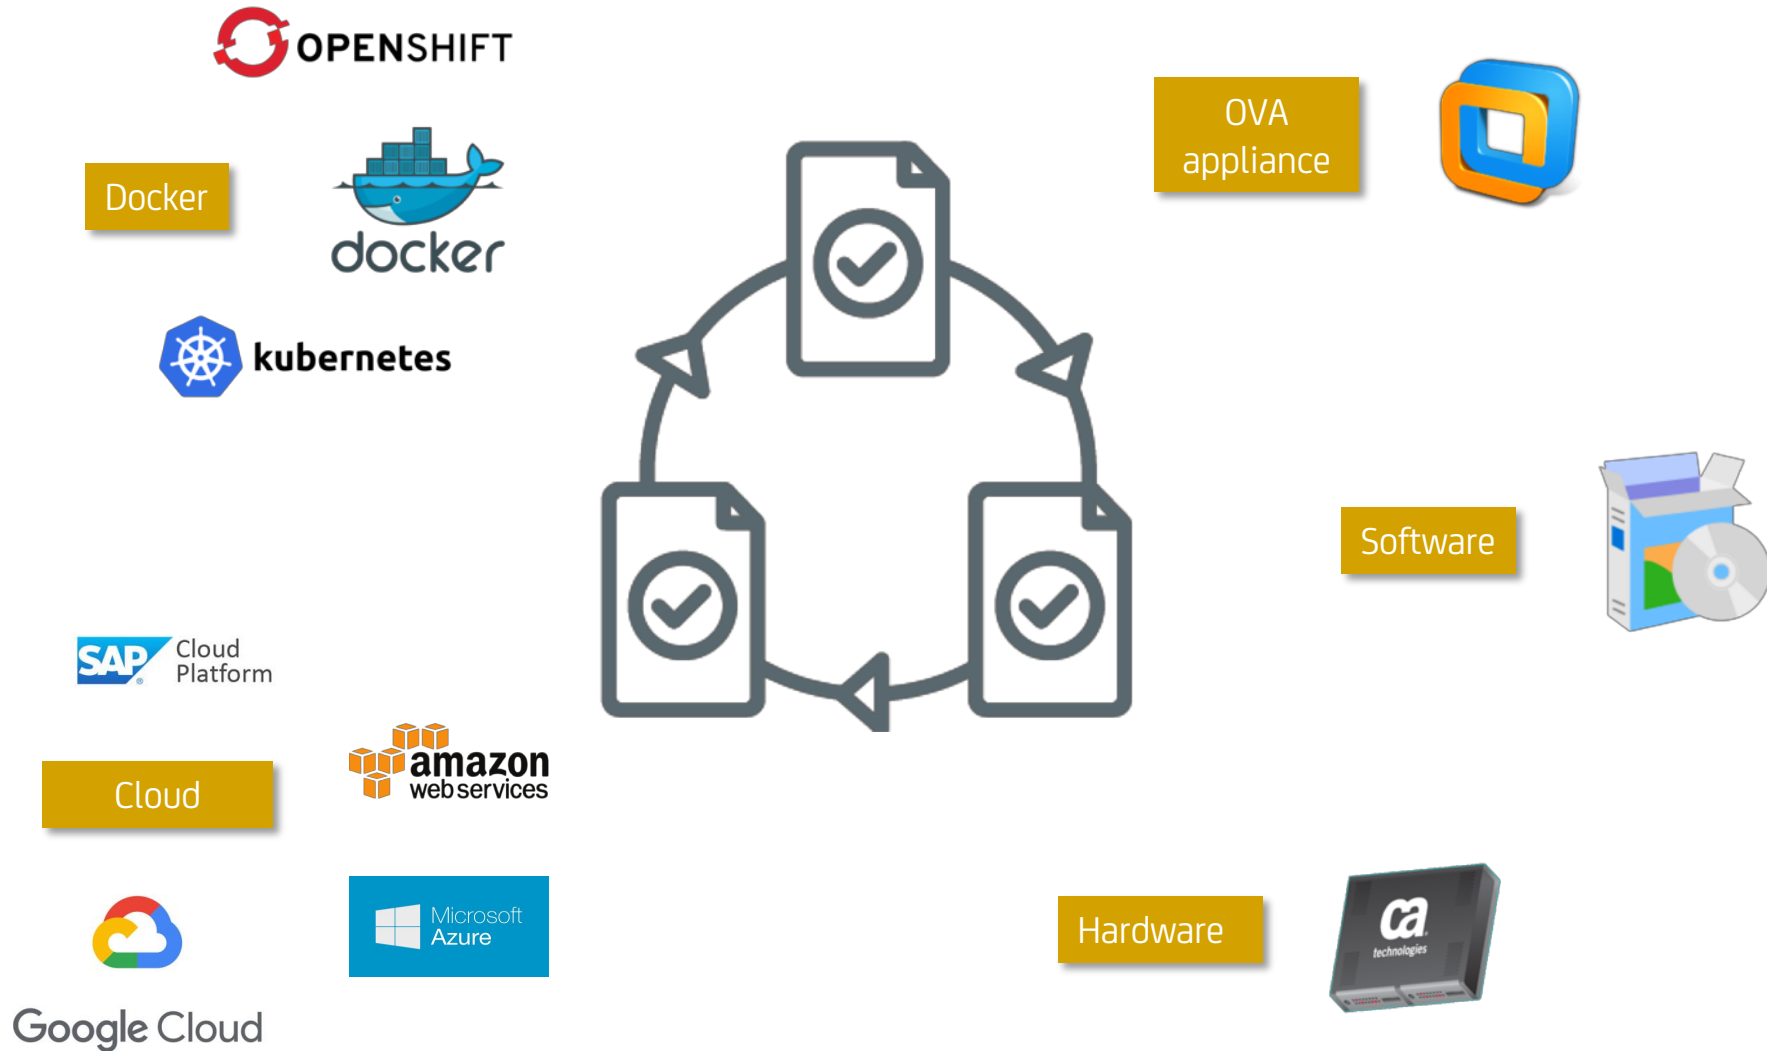 OPENSHIFT
Docker
docker
kubernetes
OVA
appliance
Software
SAP
®
Cloud
Platform
amazon
web services
Cloud
Microsoft
Azure
Google Cloud
Hardware
ca
technologies